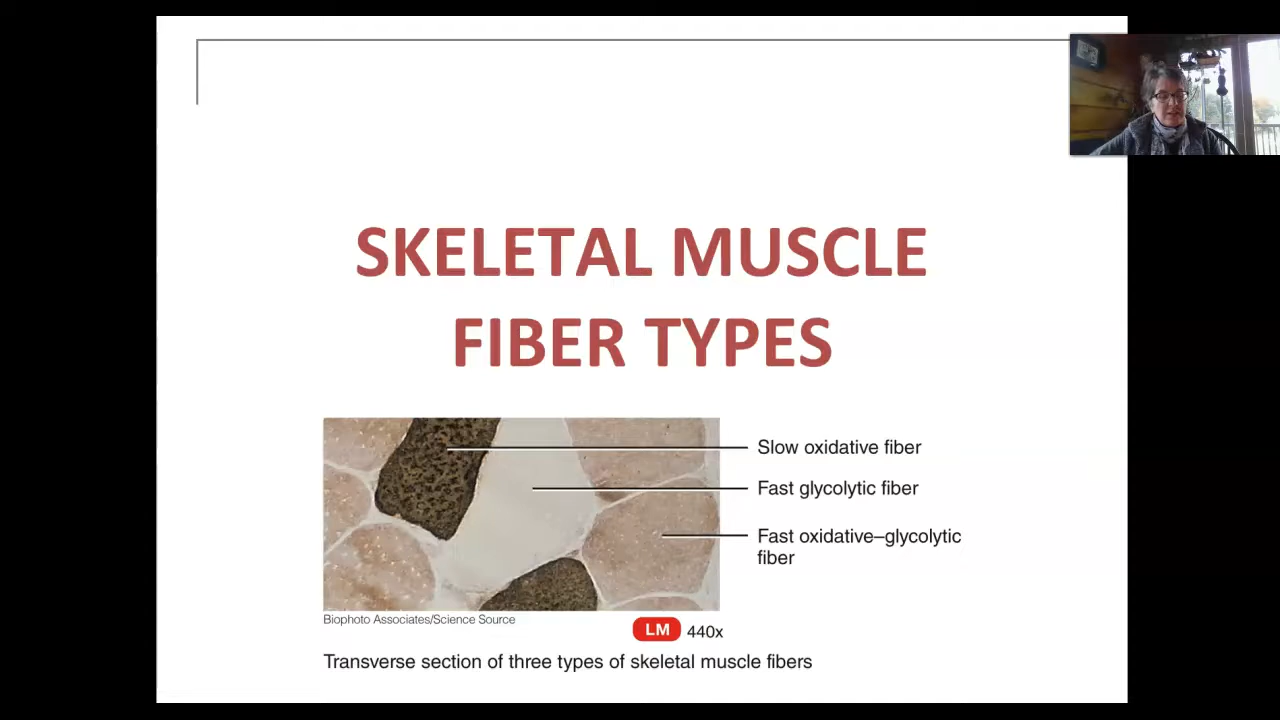 SKELETAL MUSCLE
FIBER TYPES
Slow oxidative fiber
Fast glycolytic fiber
Fast oxidative–glycolytic
fiber
Biophoto Associates/Science Source
LM 440x
Transverse section of three types of skeletal muscle fibers